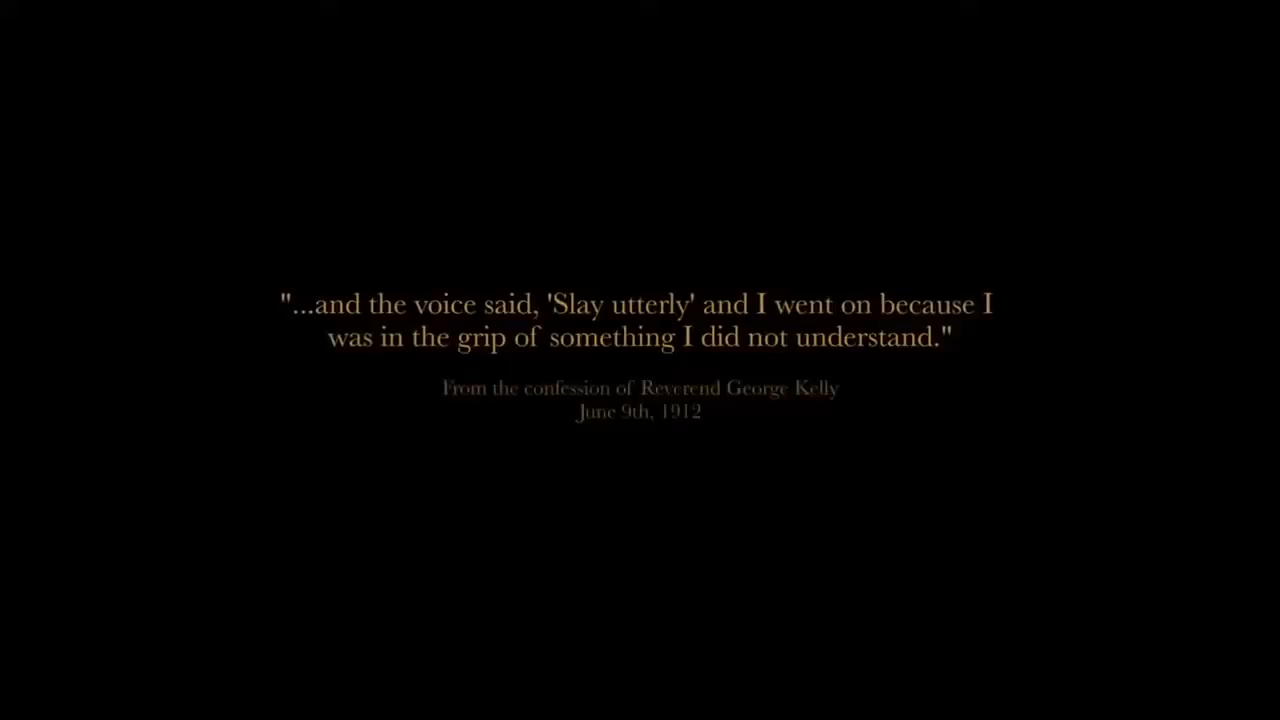 "...and the voice said, 'Slay utterly' and I went on because I
was in the grip of something I did not understand."
From the confession of Reverend George Kelly
June 9th, 1912